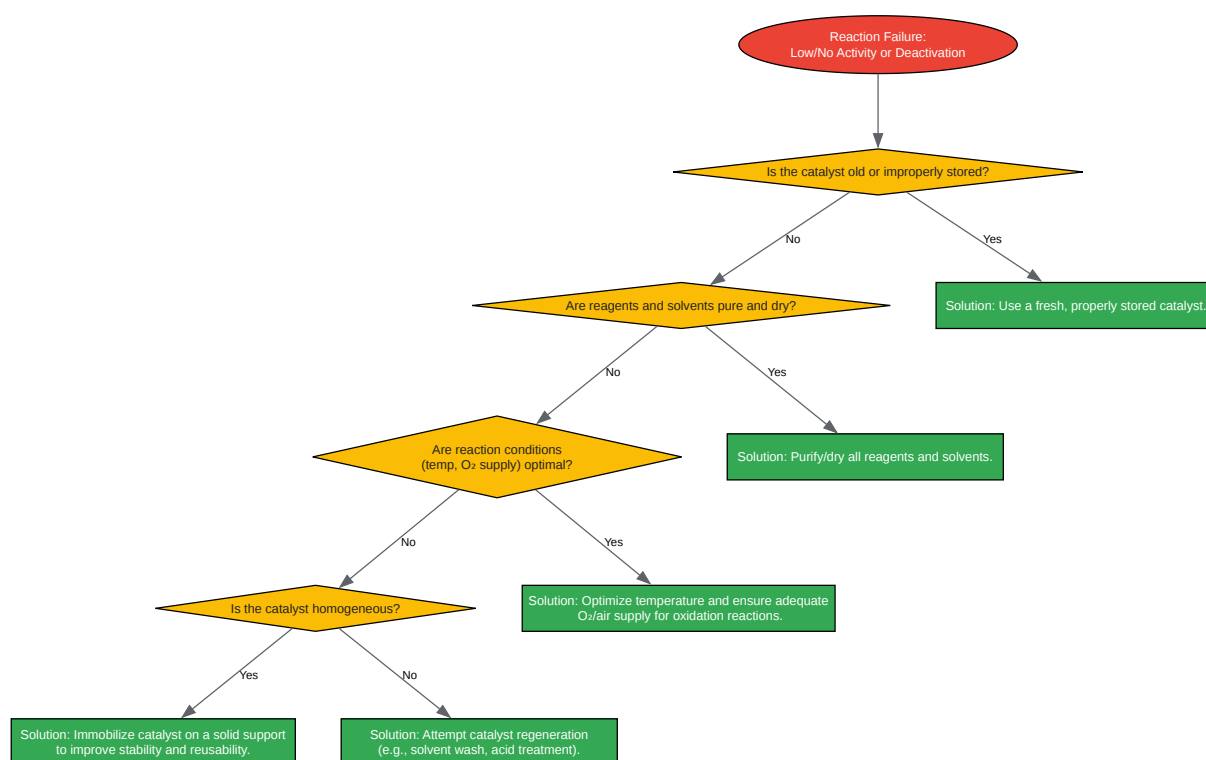 Reaction Failure:
Low/No Activity or Deactivation
Is the catalyst old or improperly stored?
No
Yes
Are reagents and solvents pure and dry?
Solution: Use a fresh, properly stored catalyst.
No
Yes
Are reaction conditions
(temp, O₂ supply) optimal?
Solution: Purify/dry all reagents and solvents.
No
Yes
Is the catalyst homogeneous?
Solution: Optimize temperature and ensure adequate
O₂/air supply for oxidation reactions.
Yes
No
Solution: Immobilize catalyst on a solid support
to improve stability and reusability.
Solution: Attempt catalyst regeneration
(e.g., solvent wash, acid treatment).